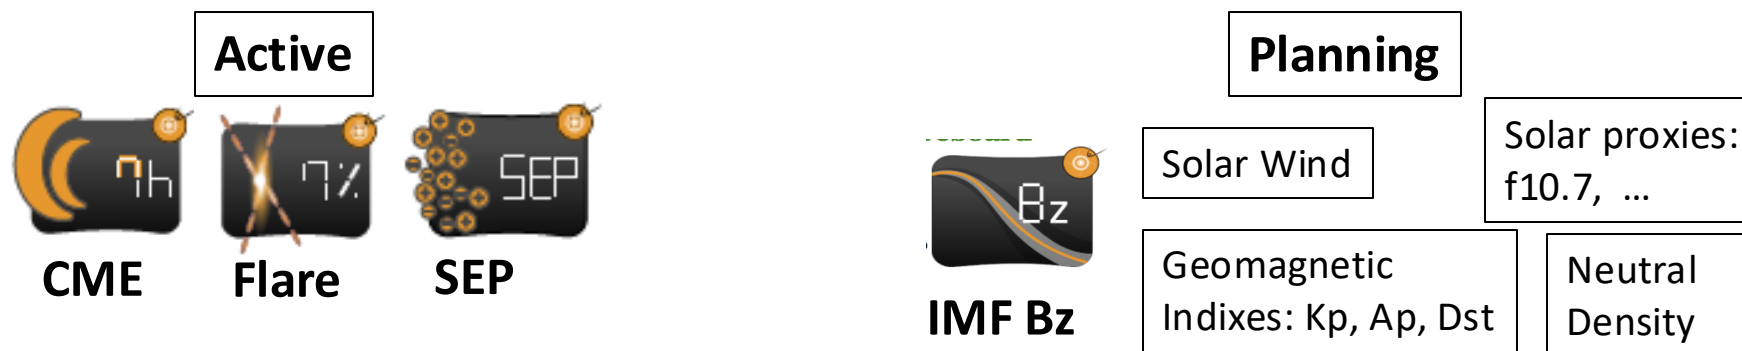 Active
ηh
CME
7%
Flare
SEP
SEP
Planning
Bz
IMF Bz
Solar Wind
Solar proxies:
f10.7, ...
Geomagnetic
Indixes: Kp, Ap, Dst
Neutral
Density